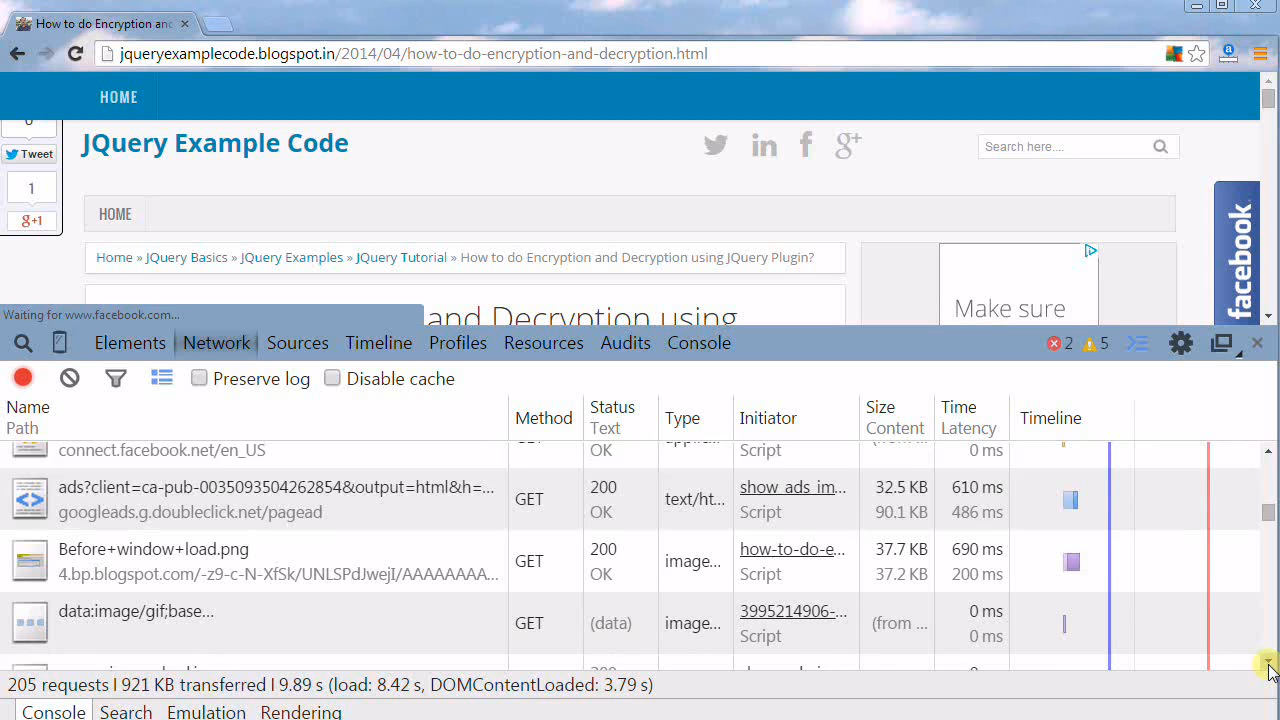 How to do Encryption and
jqueryexamplecode.blogspot.in/2014/04/how-to-do-encryption-and-decryption.html
HOME
JQuery Example Code
Search here....
Tweet
1
g+1
HOME
facebook
Home » JQuery Basics » JQuery Examples » JQuery Tutorial » How to do Encryption and Decryption using JQuery Plugin?
Make sure
and Decryption using
Waiting for www.facebook.com...
Elements Network Sources Timeline Profiles Resources Audits Console 2 5
Preserve log Disable cache
Name Method Status Type Initiator Size Time Timeline
Path Text Content Latency
connect.facebook.net/en_US OK Script 0 ms
ads?client=ca-pub-0035093504262854&output=html&h=... GET 200 text/ht... show_ads_im... 32.5 KB 610 ms
googleads.g.doubleclick.net/pagead OK Script 90.1 KB 486 ms
Before+window+load.png GET 200 image... how-to-do-e... 37.7 KB 690 ms
4.bp.blogspot.com/-z9-c-N-XfSk/UNLSPdJwejI/AAAAAAAA... OK Script 37.2 KB 200 ms
data:image/gif;base... GET (data) image... 3995214906-... (from ... 0 ms
Script 0 ms
205 requests | 921 KB transferred | 9.89 s (load: 8.42 s, DOMContentLoaded: 3.79 s)
Console Search Emulation Rendering